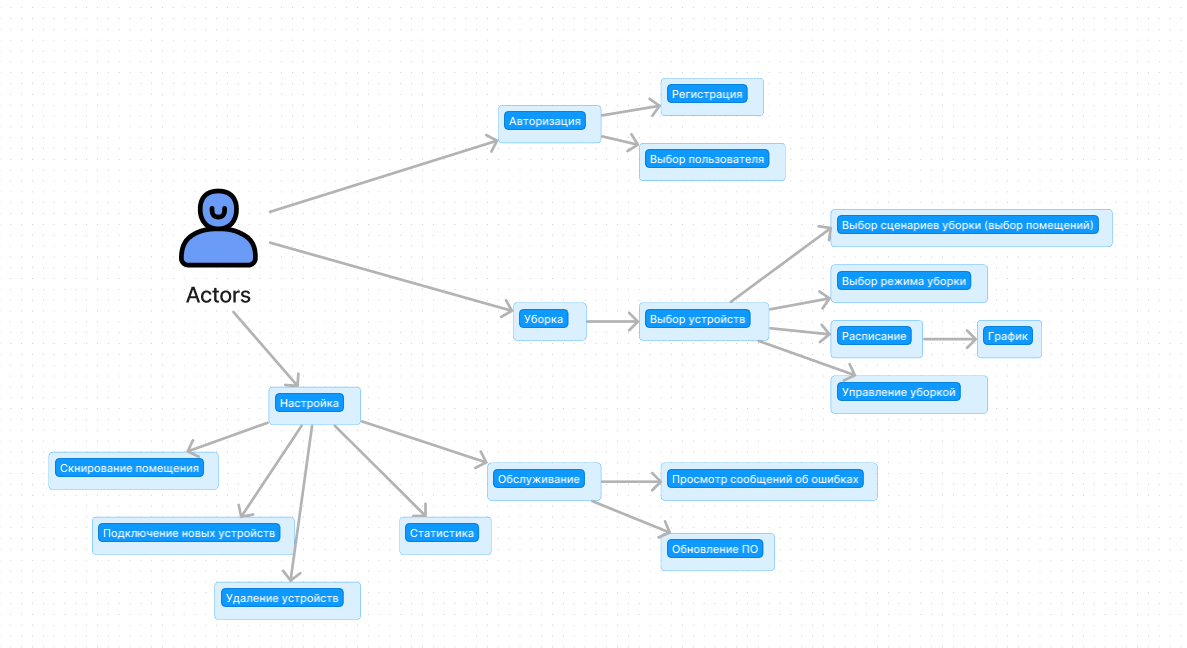 Регистрация
Авторизация
Выбор пользователя
Выбор сценариев уборки (выбор помещений)
Выбор режима уборки
Actors
Уборка
Выбор устройств
Расписание
График
Управление уборкой
Настройка
Скнирование помещения
Обслуживание
Просмотр сообщений об ошибках
Подключение новых устройств
Статистика
Обновление ПО
Удаление устройств